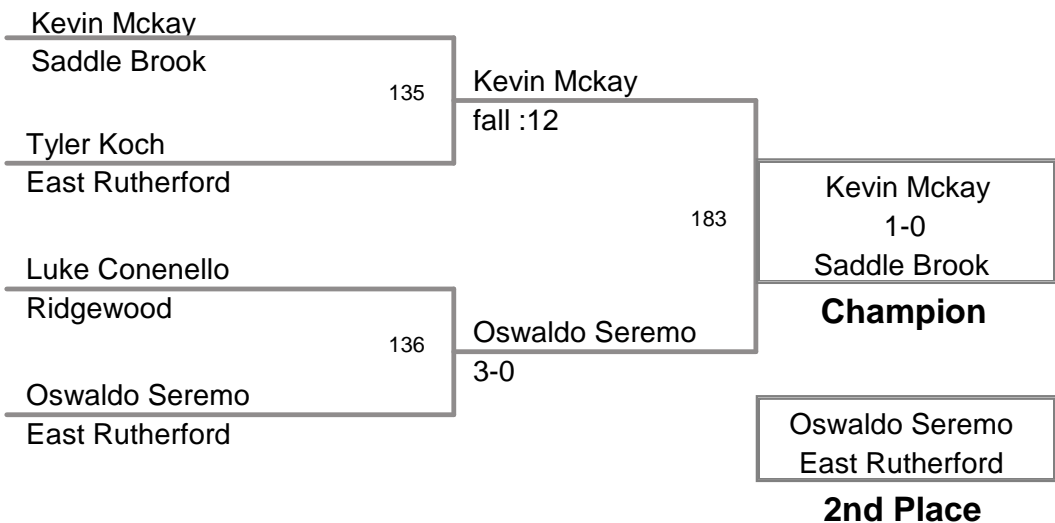 Kevin Mckay
Saddle Brook
135
Tyler Koch
East Rutherford
Kevin Mckay
fall :12
Luke Conenello
Ridgewood
136
Oswaldo Seremo
East Rutherford
Oswaldo Seremo
3-0
183
Kevin Mckay
1-0
Saddle Brook
Champion
Oswaldo Seremo
East Rutherford
2nd Place